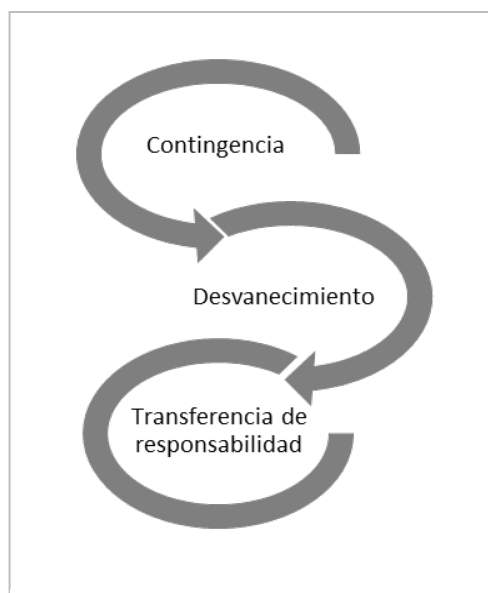 Contingencia
Desvanecimiento
Transferencia de
responsabilidad